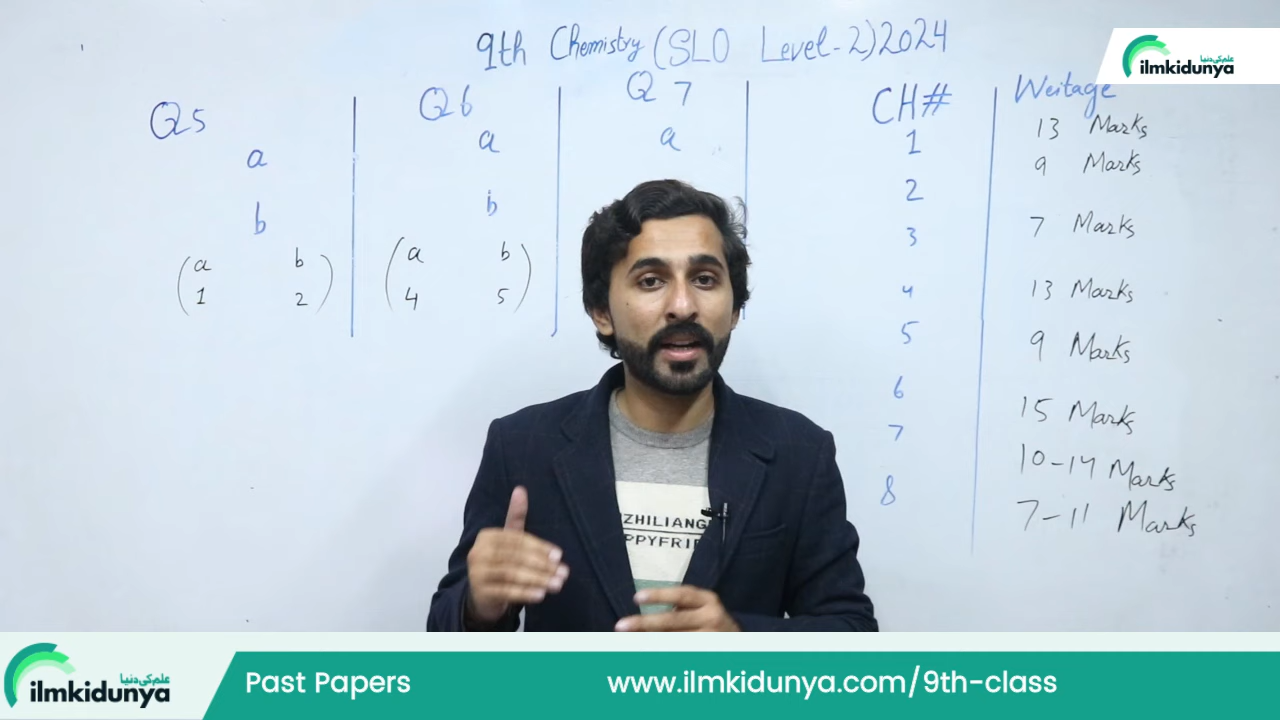 9th Chemistry (SLO Level-2) 2024
علم کی دنیا
ilmkidunya
Q5
a
b
(a b)
(1 2)
Q6
a
b
(a b)
(4 5)
Q7
a
CH# Weitage
1 13 Marks
2 9 Marks
3 7 Marks
4 13 Marks
5 9 Marks
6 15 Marks
7 10-14 Marks
8 7-11 Marks
ZHILIANG
PPYFRIE
علم کی دنیا
ilmkidunya
Past Papers
www.ilmkidunya.com/9th-class